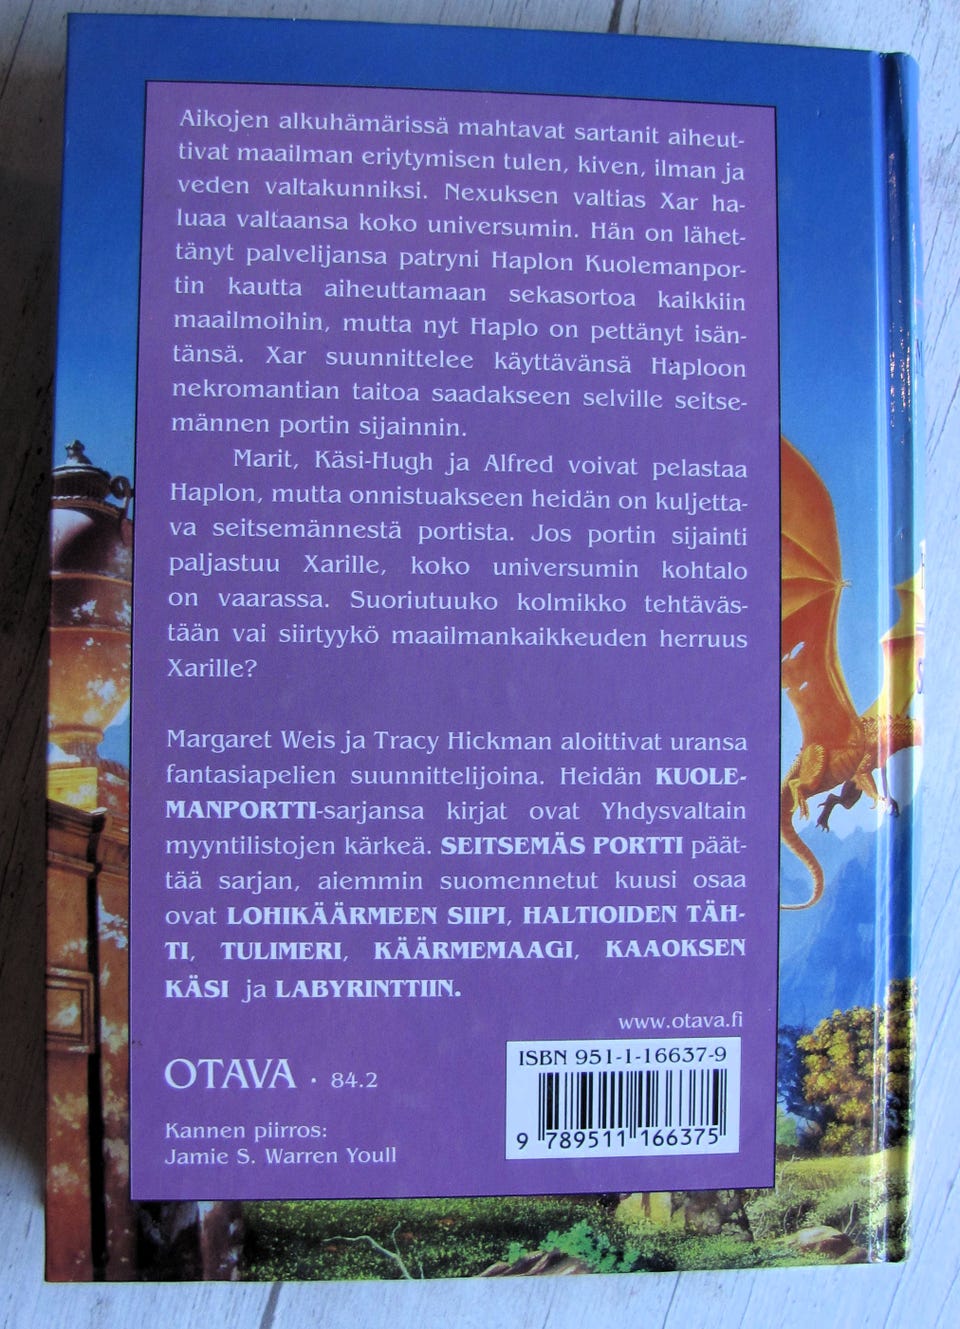 Aikojen alkuhämärissä mahtavat sartanit aiheut-
tivat maailman eriytymisen tulen, kiven, ilman ja
veden valtakunniksi. Nexuksen valtias Xar ha-
luaa valtaansa koko universumin. Hän on lähet-
tänyt palvelijansa patryni Haplon Kuolemanpor-
tin kautta aiheuttamaan sekasortoa kaikkiin
maailmoihin, mutta nyt Haplo on pettänyt isän-
tänsä. Xar suunnittelee käyttävänsä Haploon
nekromantian taitoa saadakseen selville seitse-
männen portin sijainnin.
Marit, Käsi-Hugh ja Alfred voivat pelastaa
Haplon, mutta onnistuakseen heidän on kuljetta-
va seitsemännestä portista. Jos portin sijainti
paljastuu Xarille, koko universumin kohtalo
on vaarassa. Suoriutuuko kolmikko tehtäväs-
tään vai siirtyykö maailmankaikkeuden herruus
Xarille?
Margaret Weis ja Tracy Hickman aloittivat uransa
fantasiapelien suunnittelijoina. Heidän KUOLE-
MANPORTTI-sarjansa kirjat ovat Yhdysvaltain
myyntilistojen kärkeä. SEITSEMÄS PORTTI päät-
tää sarjan, aiemmin suomennetut kuusi osaa
ovat LOHIKÄÄRMEEN SIIPI, HALTIOIDEN TÄH-
TI, TULIMERI, KÄÄRMEMAAGI, KAAOKSEN
KÄSI ja LABYRINTTIIN.
www.otava.fi
OTAVA · 84.2
ISBN 951-1-16637-9
9 789511 166375
Kannen piirros:
Jamie S. Warren Youll